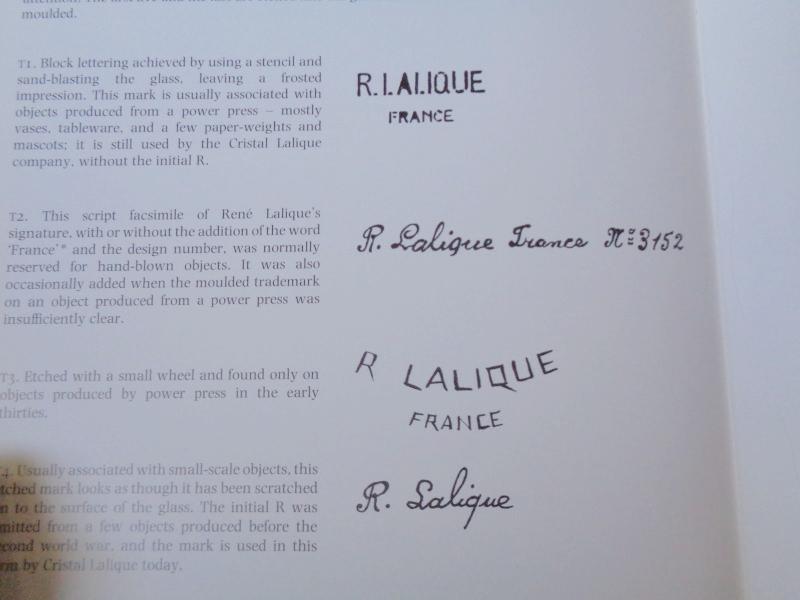 moulded.
T1. Block lettering achieved by using a stencil and
sand-blasting the glass, leaving a frosted
impression. This mark is usually associated with
objects produced from a power press – mostly
vases, tableware, and a few paper-weights and
mascots; it is still used by the Cristal Lalique
company, without the initial R.
R.LALIQUE
FRANCE
T2. This script facsimile of René Lalique's
signature, with or without the addition of the word
'France'* and the design number, was normally
reserved for hand-blown objects. It was also
occasionally added when the moulded trademark
on an object produced from a power press was
insufficiently clear.
R. Lalique France Nº 3152
T3. Etched with a small wheel and found only on
objects produced by power press in the early
thirties.
R LALIQUE
FRANCE
4. Usually associated with small-scale objects, this
tched mark looks as though it has been scratched
n to the surface of the glass. The initial R was
mitted from a few objects produced before the
cond world war, and the mark is used in this
rm by Cristal Lalique today.
R. Lalique